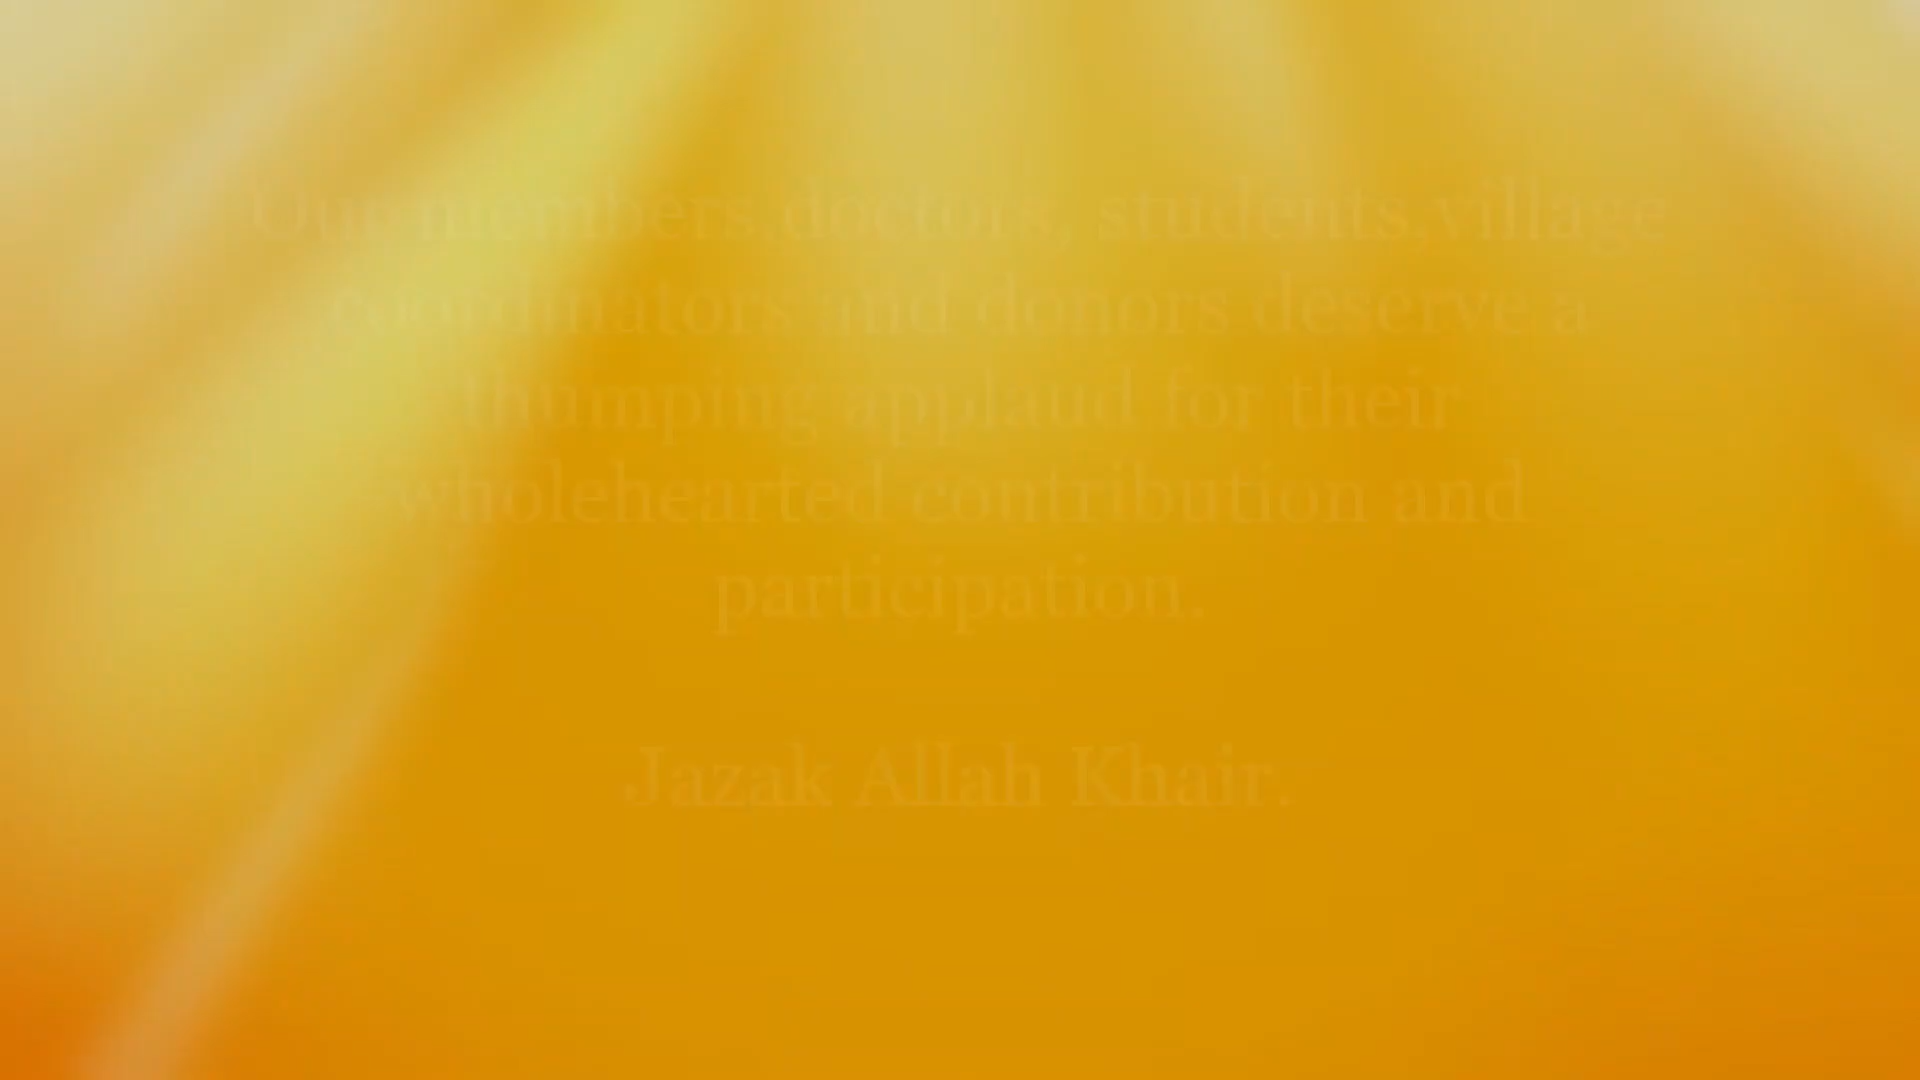 Our members,doctors, students,village
coordinators and donors deserve a
thumping applaud for their
wholehearted contribution and
participation.
Jazak Allah Khair.